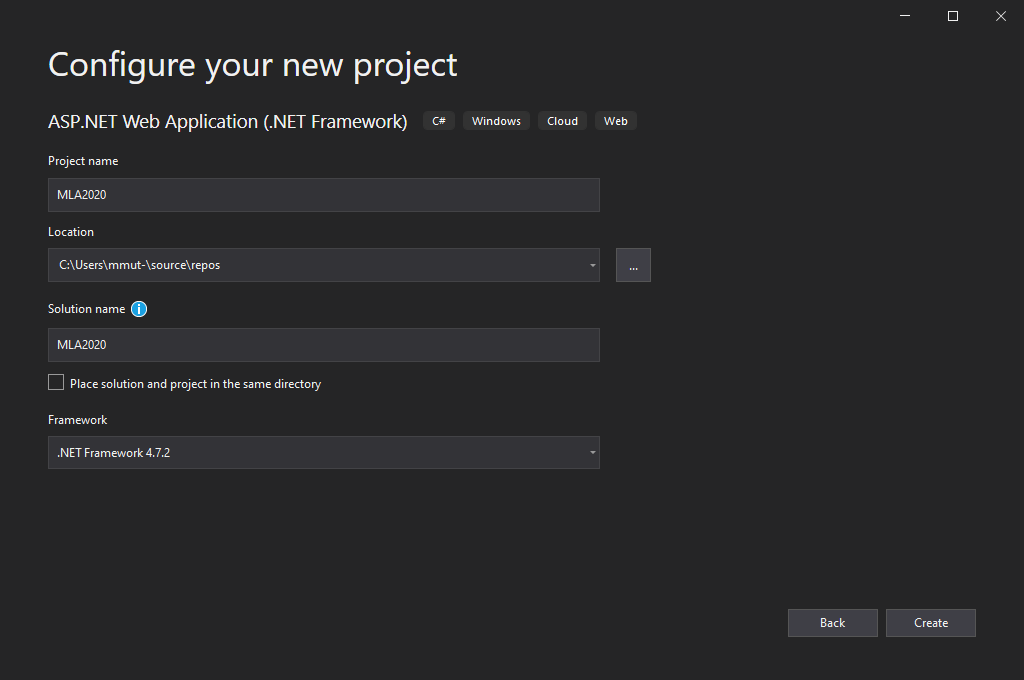 Configure your new project
ASP.NET Web Application (.NET Framework) C# Windows Cloud Web
Project name
MLA2020
Location
C:\Users\mmut-\source\repos
...
Solution name
MLA2020
Place solution and project in the same directory
Framework
.NET Framework 4.7.2
Back Create